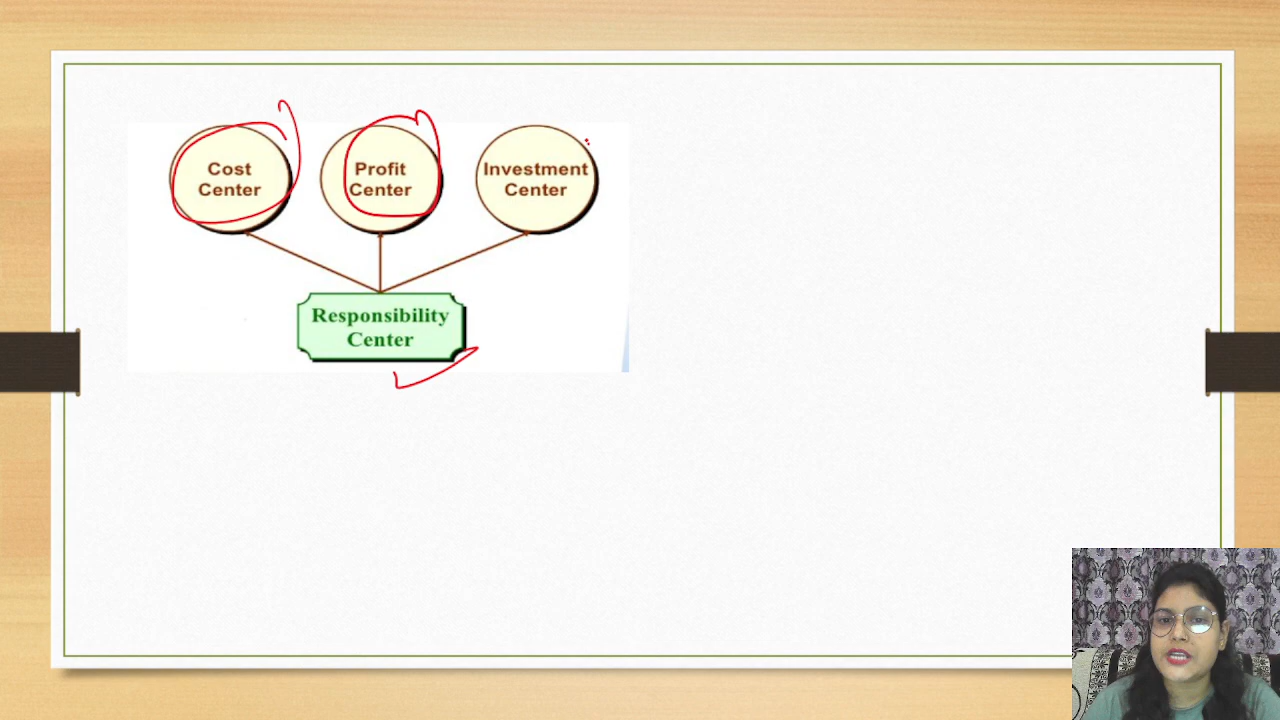 Cost
Center
Profit
Center
Investment
Center
Responsibility
Center